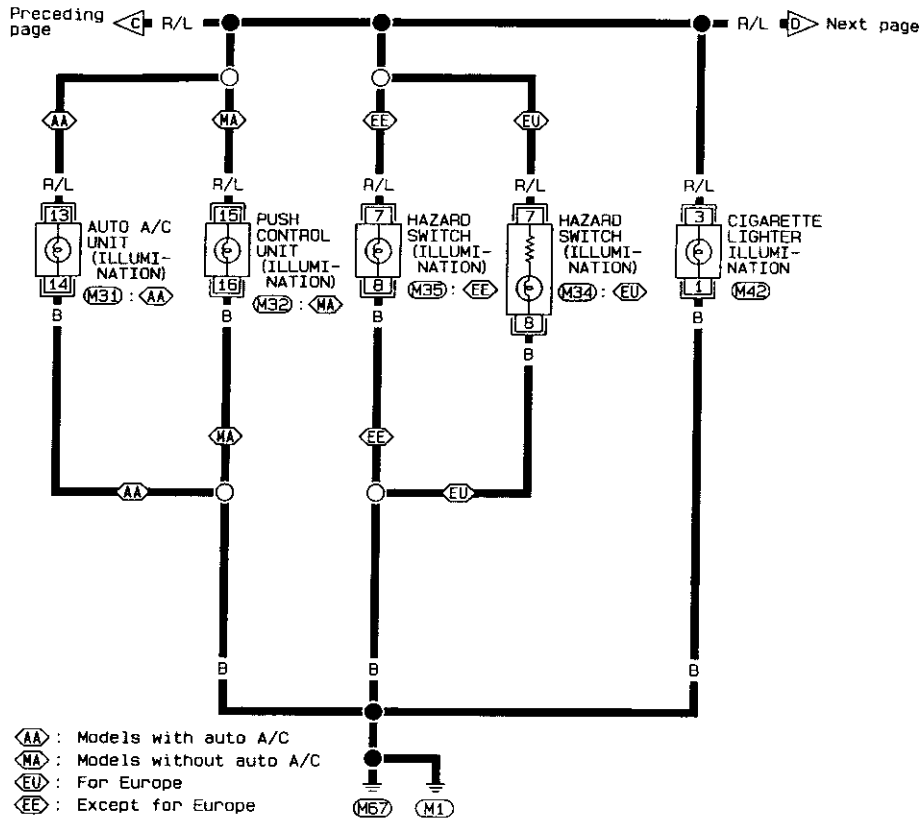 Preceding page
C R/L
R/L D Next page
AA
MA
EE
EU
R/L
R/L
R/L
R/L
R/L
13
15
7
7
3
AUTO A/C
UNIT
(ILLUMI-
NATION)
14
M31 : AA
PUSH
CONTROL
UNIT
(ILLUMI-
NATION)
16
M32 : MA
HAZARD
SWITCH
(ILLUMI-
NATION)
8
M35 : EE
HAZARD
SWITCH
(ILLUMI-
NATION)
8
M34 : EU
CIGARETTE
LIGHTER
ILLUMI-
NATION
1
M42
B
B
B
B
B
MA
EE
AA
EU
B
B
B
AA : Models with auto A/C
MA : Models without auto A/C
EU : For Europe
EE : Except for Europe
M67
M1